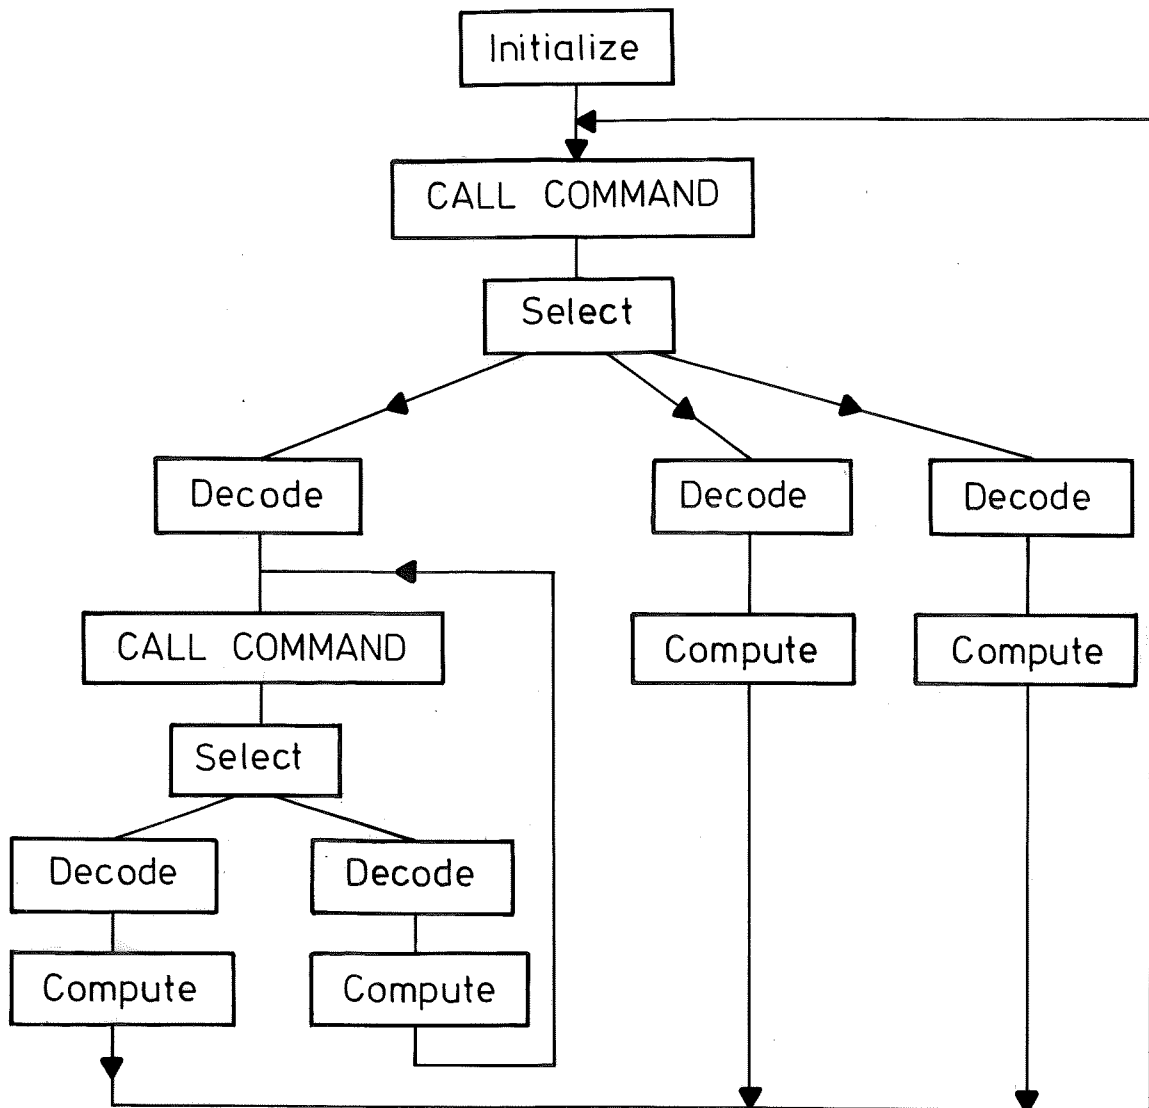 Initialize
CALL COMMAND
Select
Decode
Decode
Decode
CALL COMMAND
Compute
Compute
Select
Decode
Decode
Compute
Compute